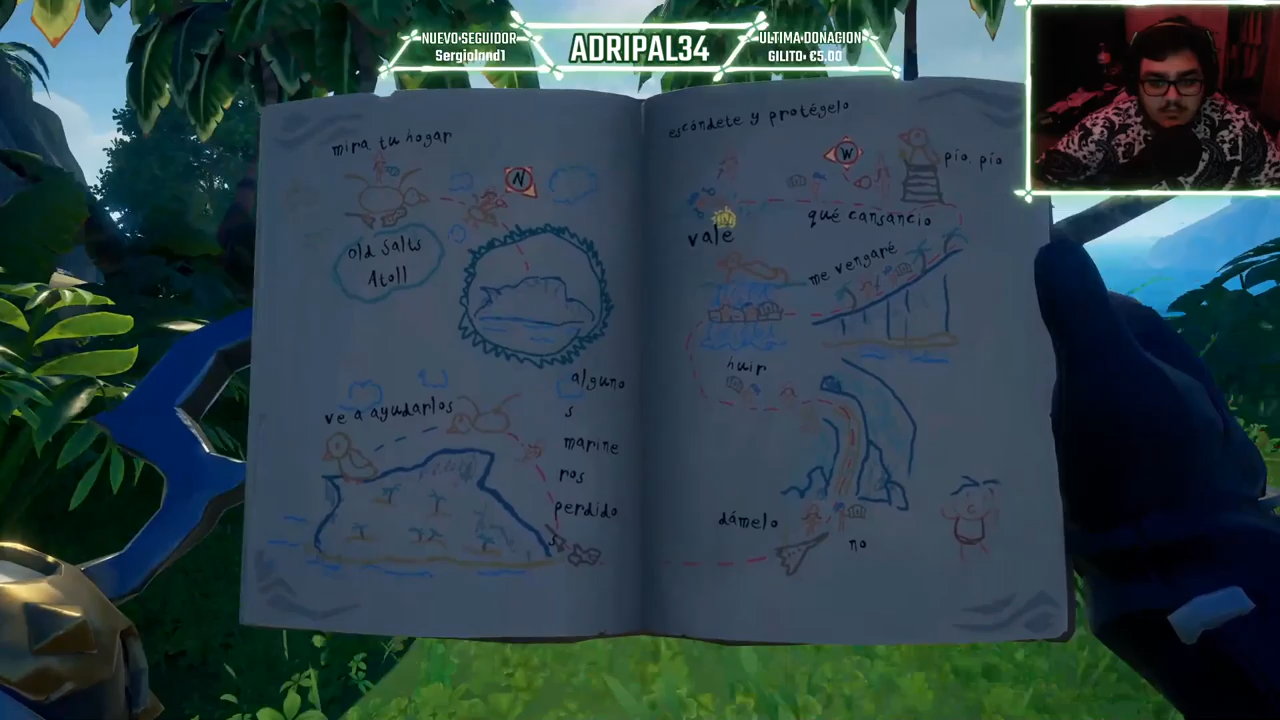 NUEVO SEGUIDOR
Sergioland1
ADRIPAL34
ULTIMA DONACION
GILITO: €5.00
mira tu hogar
N
Old Salts
Atoll
ve a ayudarlos
alguno
s
marine
ros
perdido
s
escóndete y protégelo
W
pío, pío
qué cansancio
vale
me vengaré
huir
dámelo
no